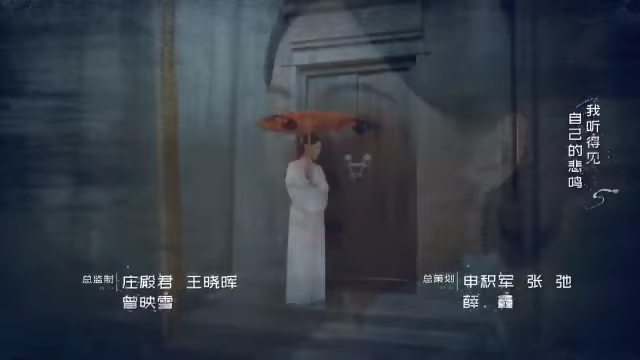 我听得见
自己的悲鸣
总监制 庄殿君 王晓晖
曾映雪
总策划 申积军 张 弛
薛 鑫